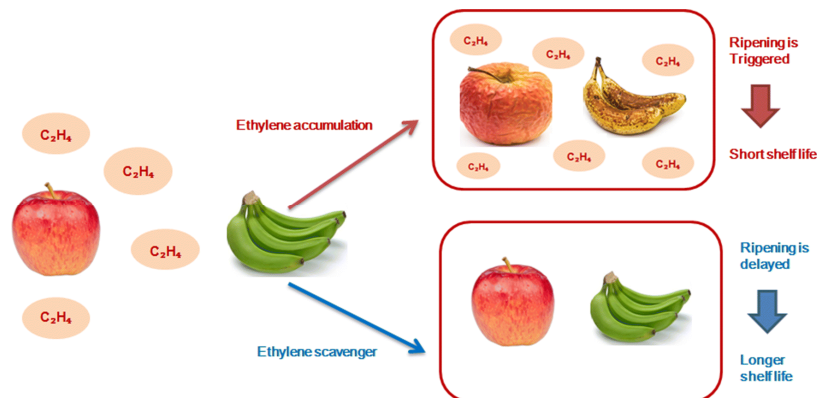 C₂H₄
C₂H₄
C₂H₄
C₂H₄
Ethylene accumulation
Ethylene scavenger
C₂H₄
C₂H₄
C₂H₄
C₂H₄
C₂H₄
C₂H₄
Ripening is
Triggered
Short shelf life
Ripening is
delayed
Longer
shelf life